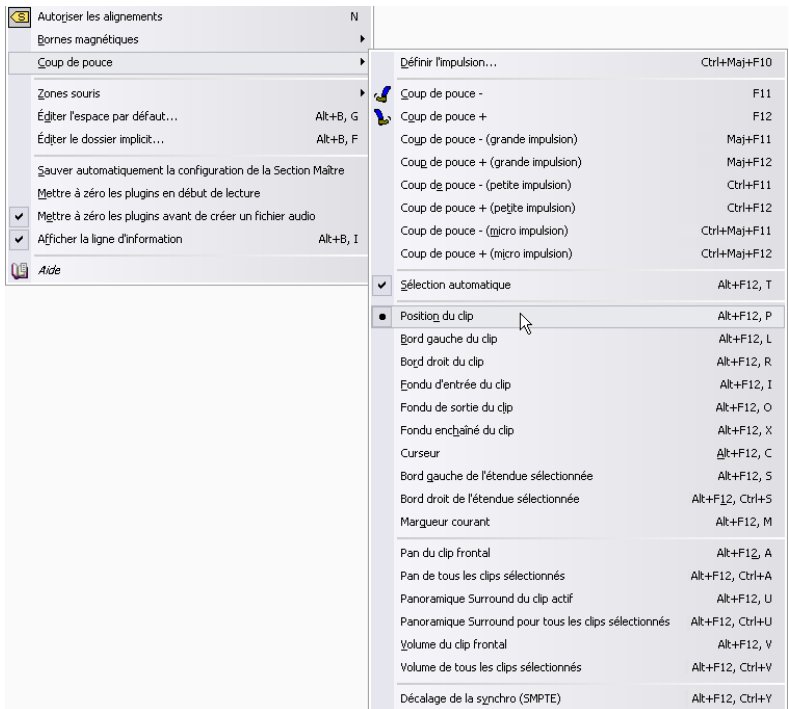 Autoriser les alignements N
Bornes magnétiques
Coup de pouce
Zones souris
Éditer l'espace par défaut... Alt+B, G
Éditer le dossier implicit... Alt+B, F
Sauver automatiquement la configuration de la Section Maître
Mettre à zéro les plugins en début de lecture
Mettre à zéro les plugins avant de créer un fichier audio
Afficher la ligne d'information Alt+B, I
Aide
Définir l'impulsion... Ctrl+Maj+F10
Coup de pouce - F11
Coup de pouce + F12
Coup de pouce - (grande impulsion) Maj+F11
Coup de pouce + (grande impulsion) Maj+F12
Coup de pouce - (petite impulsion) Ctrl+F11
Coup de pouce + (petite impulsion) Ctrl+F12
Coup de pouce - (micro impulsion) Ctrl+Maj+F11
Coup de pouce + (micro impulsion) Ctrl+Maj+F12
Sélection automatique Alt+F12, T
Position du clip Alt+F12, P
Bord gauche du clip Alt+F12, L
Bord droit du clip Alt+F12, R
Fondu d'entrée du clip Alt+F12, I
Fondu de sortie du clip Alt+F12, O
Fondu enchaîné du clip Alt+F12, X
Curseur Alt+F12, C
Bord gauche de l'étendue sélectionnée Alt+F12, S
Bord droit de l'étendue sélectionnée Alt+F12, Ctrl+S
Marqueur courant Alt+F12, M
Pan du clip frontal Alt+F12, A
Pan de tous les clips sélectionnés Alt+F12, Ctrl+A
Panoramique Surround du clip actif Alt+F12, U
Panoramique Surround pour tous les clips sélectionnés Alt+F12, Ctrl+U
Volume du clip frontal Alt+F12, V
Volume de tous les clips sélectionnés Alt+F12, Ctrl+V
Décalage de la synchro (SMPTE) Alt+F12, Ctrl+Y